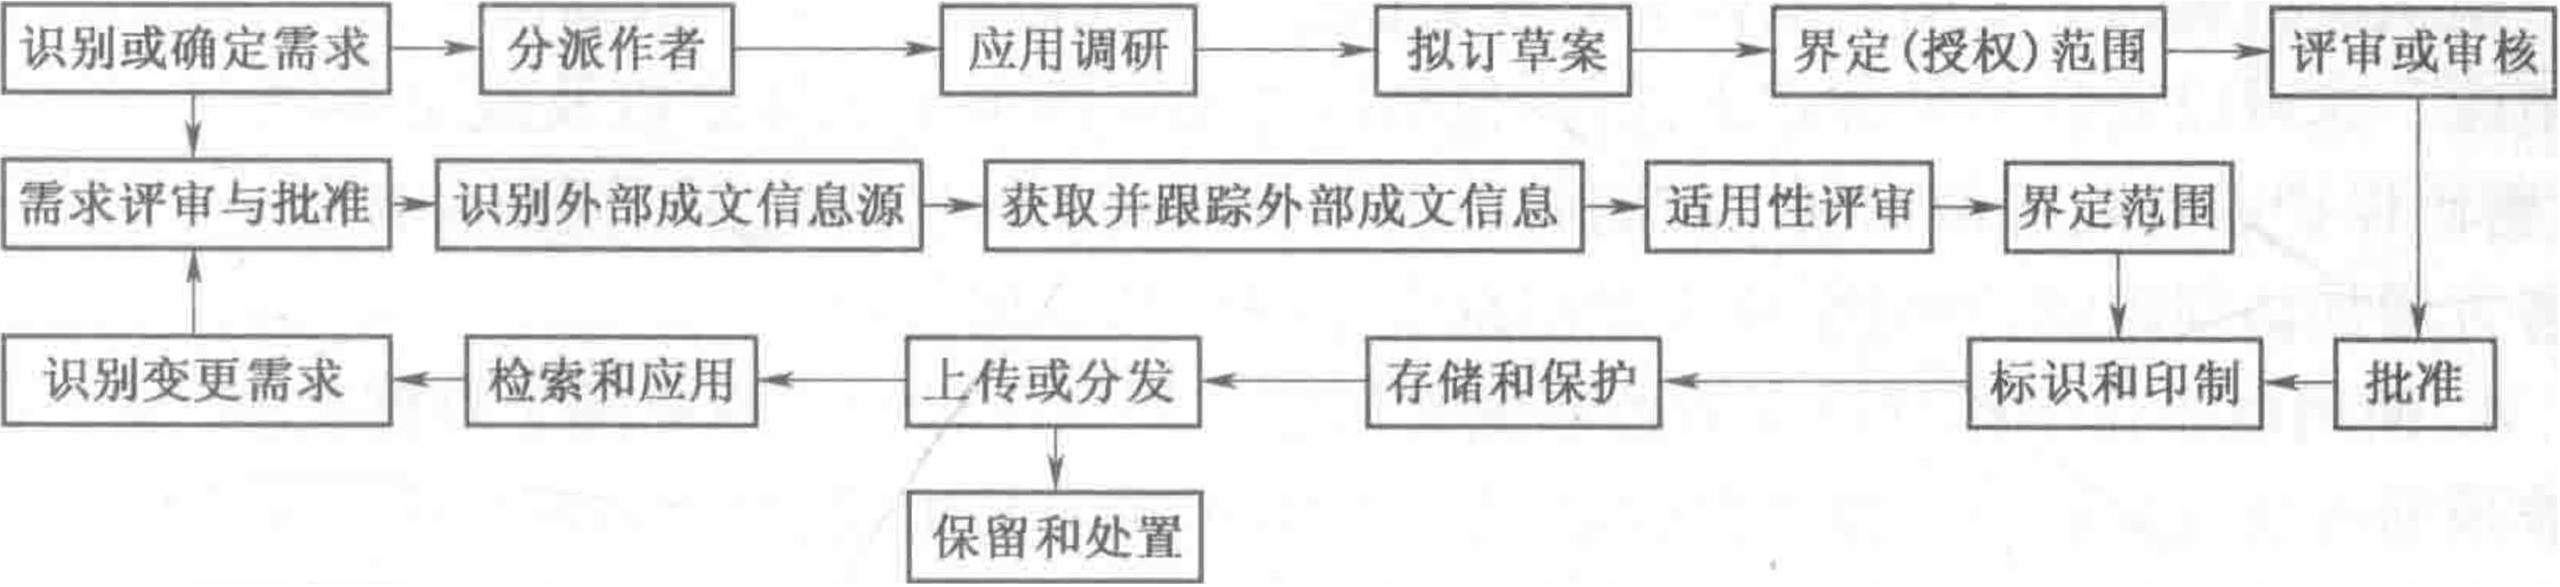 识别或确定需求 分派作者 应用调研 拟订草案 界定(授权)范围 评审或审核
需求评审与批准 识别外部成文信息源 获取并跟踪外部成文信息 适用性评审 界定范围
识别变更需求 检索和应用 上传或分发 存储和保护 标识和印制 批准
保留和处置